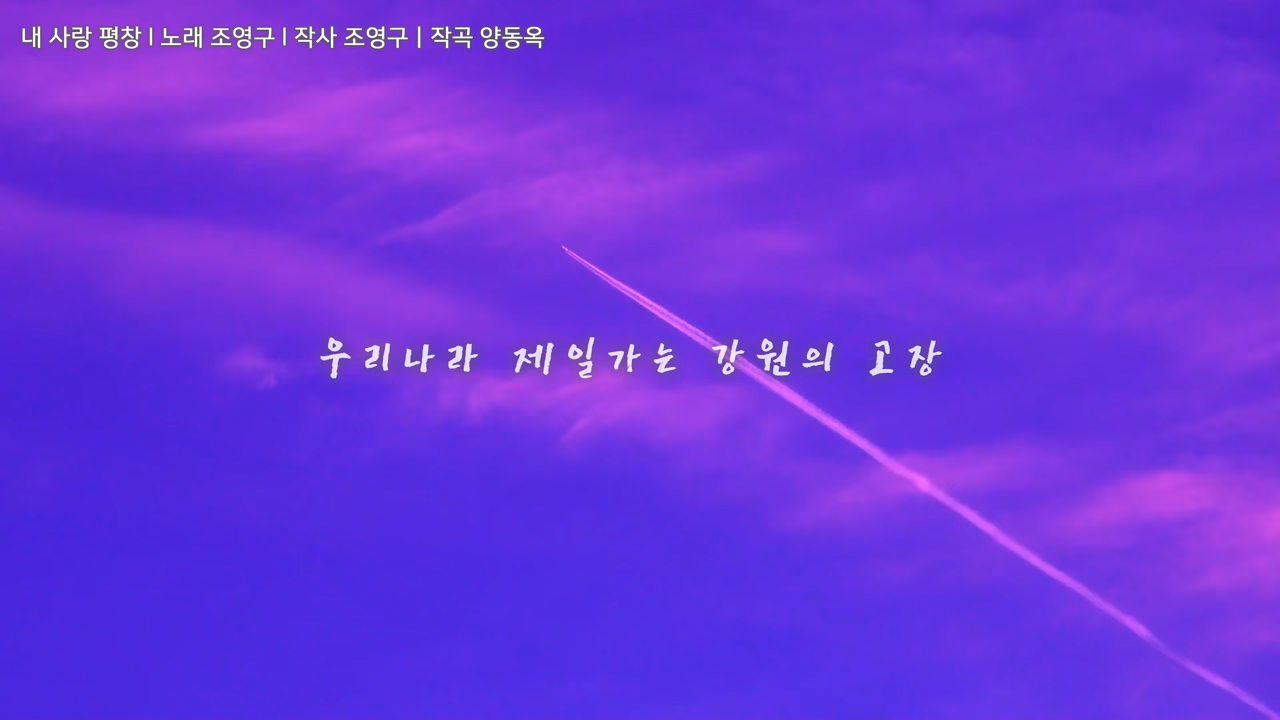 내 사랑 평창 l 노래 조영구 l 작사 조영구 | 작곡 양동옥
우리나라 제일가는 강원의 고장